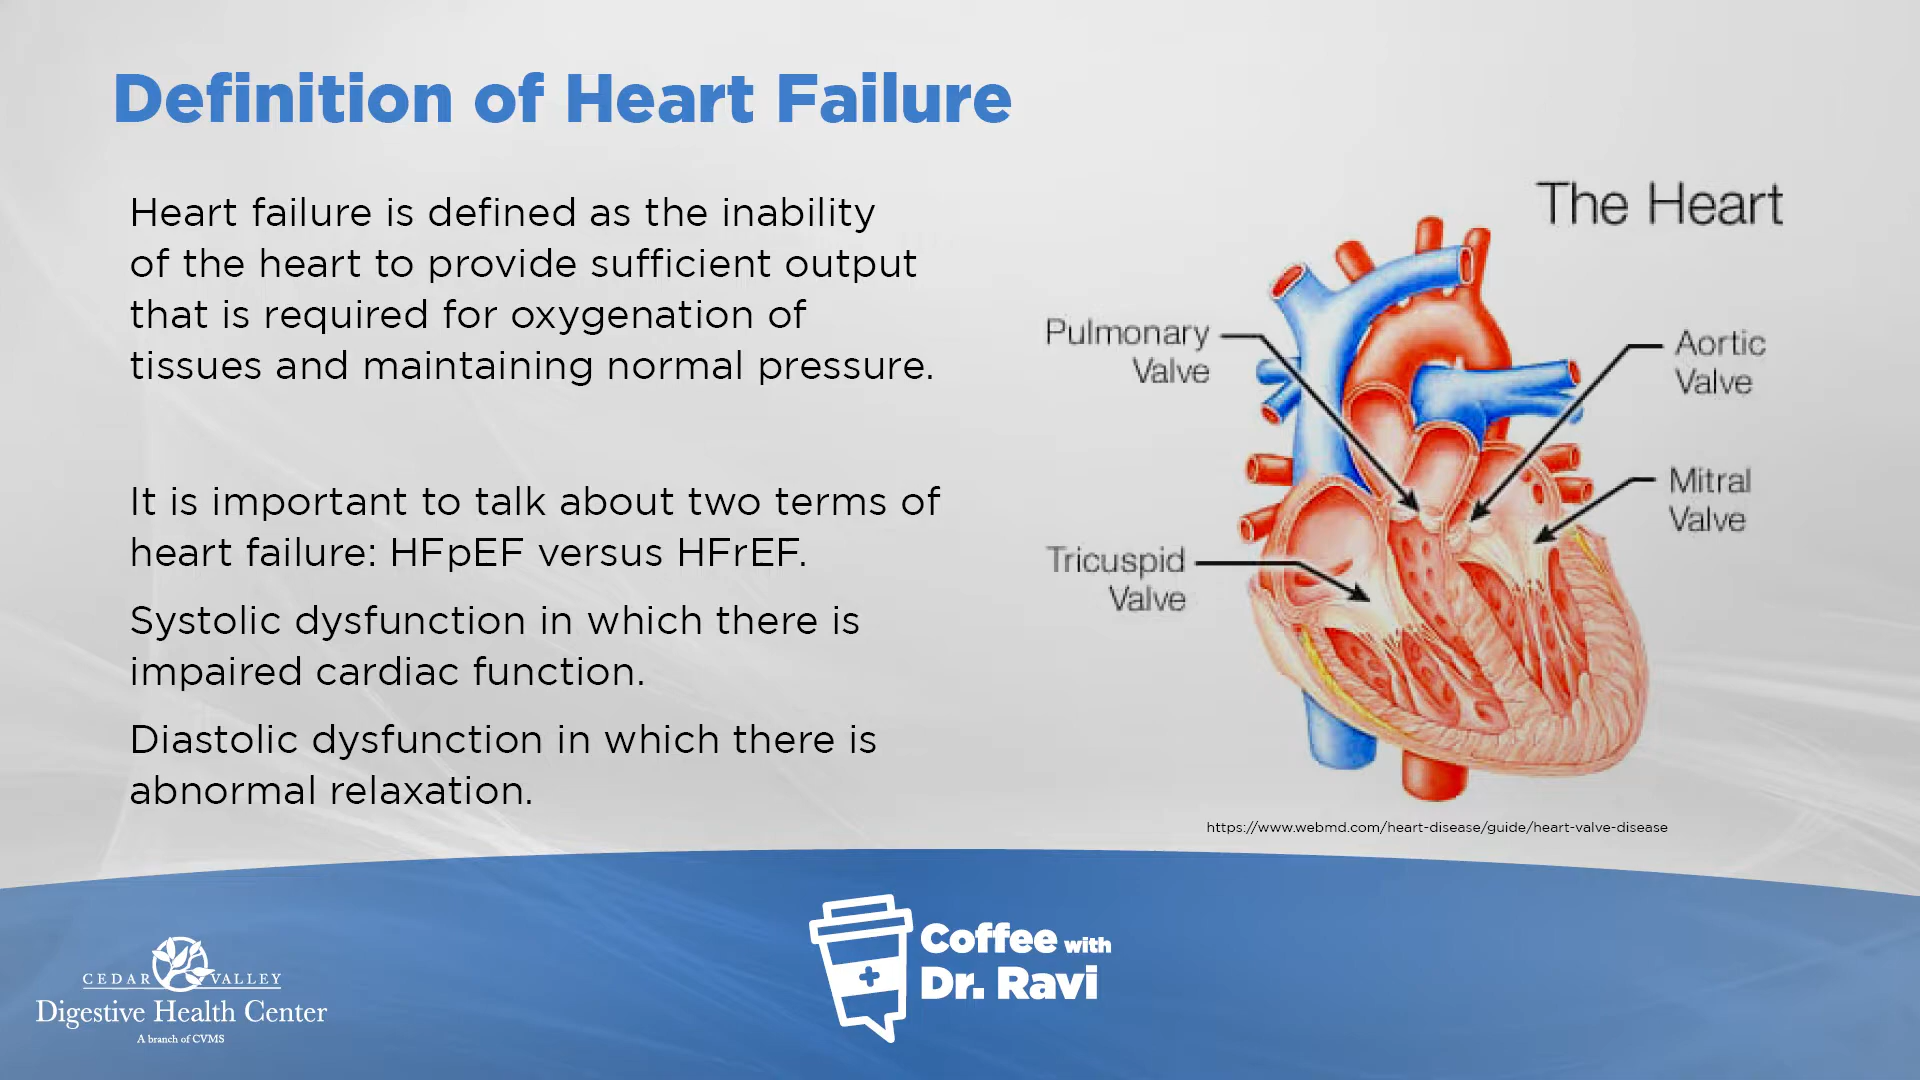 Definition of Heart Failure
Heart failure is defined as the inability
of the heart to provide sufficient output
that is required for oxygenation of
tissues and maintaining normal pressure.
It is important to talk about two terms of
heart failure: HFpEF versus HFrEF.
Systolic dysfunction in which there is
impaired cardiac function.
Diastolic dysfunction in which there is
abnormal relaxation.
The Heart
Pulmonary
Valve
Aortic
Valve
Mitral
Valve
Tricuspid
Valve
https://www.webmd.com/heart-disease/guide/heart-valve-disease
CEDAR VALLEY
Digestive Health Center
A branch of CVMS
Coffee with
Dr. Ravi